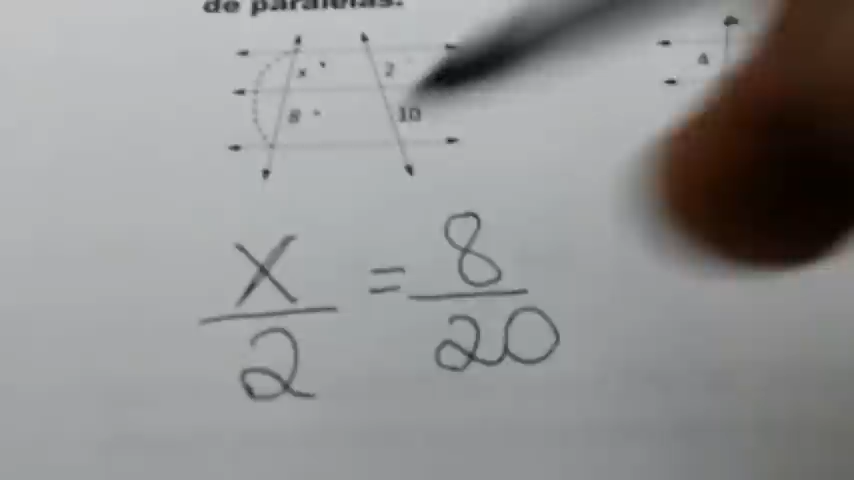 de paralelas.
x 2
8 10
4
x/2 = 8/20